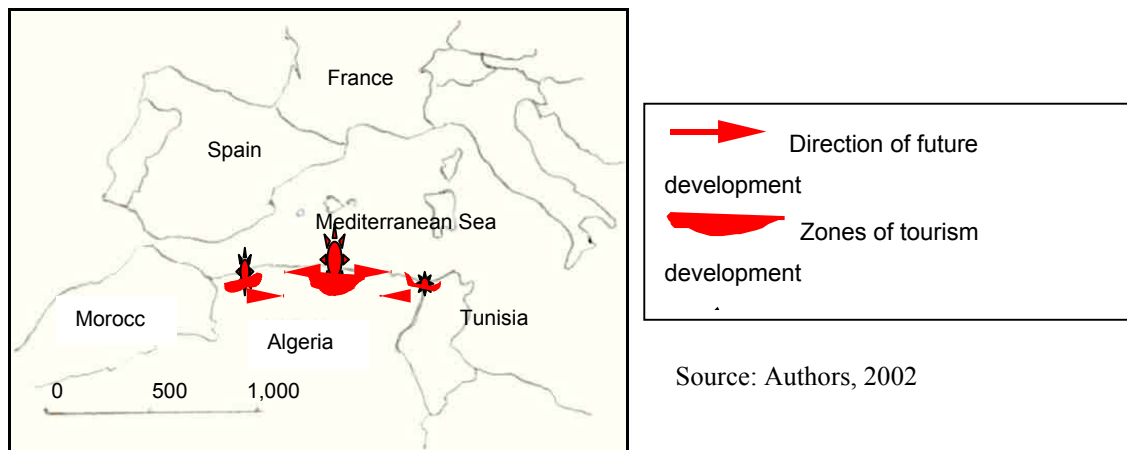 France
Spain
Mediterranean Sea
Morocc
Algeria
Tunisia
0 500 1,000
Direction of future
development
Zones of tourism
development
Source: Authors, 2002